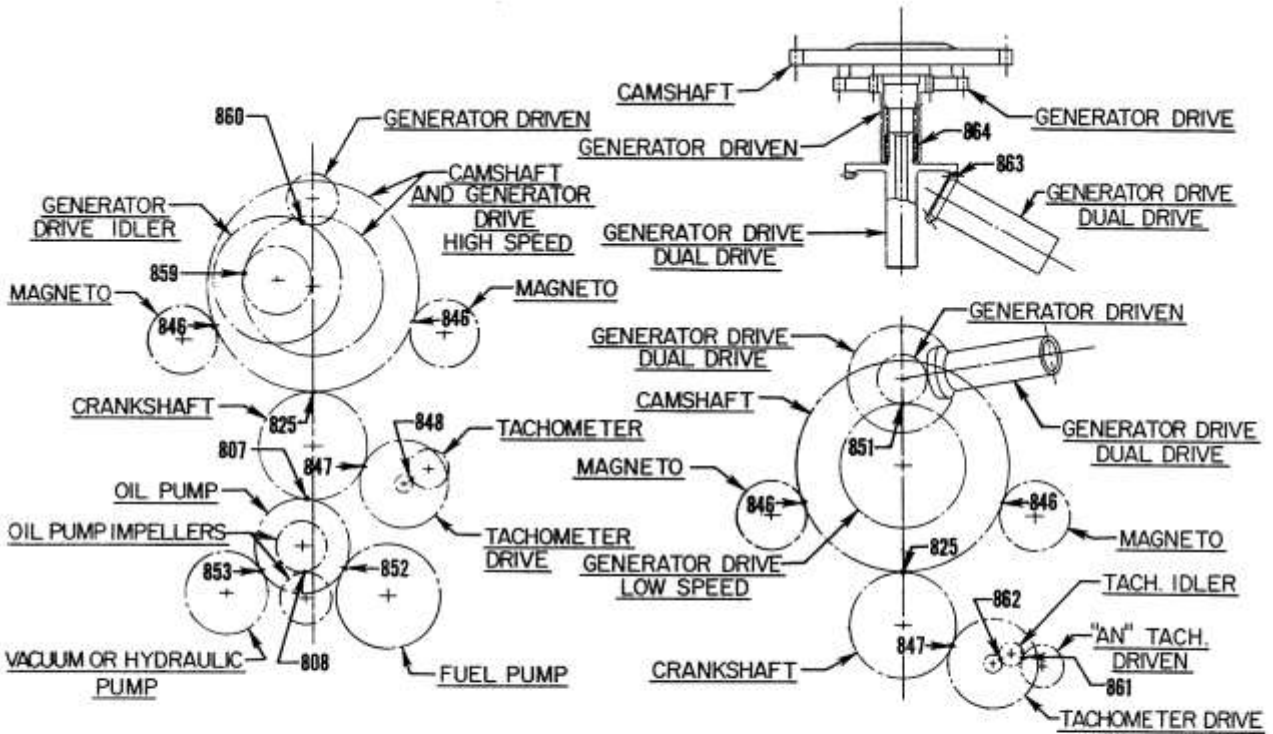 860
GENERATOR DRIVEN
CAMSHAFT
AND GENERATOR
DRIVE
HIGH SPEED
GENERATOR
DRIVE IDLER
859
MAGNETO
846
846
MAGNETO
CRANKSHAFT
825
807
848
TACHOMETER
847
OIL PUMP
OIL PUMP IMPELLERS
TACHOMETER
DRIVE
853
852
VACUUM OR HYDRAULIC
PUMP
808
FUEL PUMP
CAMSHAFT
GENERATOR DRIVE
GENERATOR DRIVEN
864
863
GENERATOR DRIVE
DUAL DRIVE
GENERATOR DRIVE
DUAL DRIVE
GENERATOR DRIVEN
GENERATOR DRIVE
DUAL DRIVE
CAMSHAFT
851
GENERATOR DRIVE
DUAL DRIVE
MAGNETO
846
846
MAGNETO
GENERATOR DRIVE
LOW SPEED
825
862
TACH. IDLER
847
"AN" TACH.
DRIVEN
CRANKSHAFT
861
TACHOMETER DRIVE